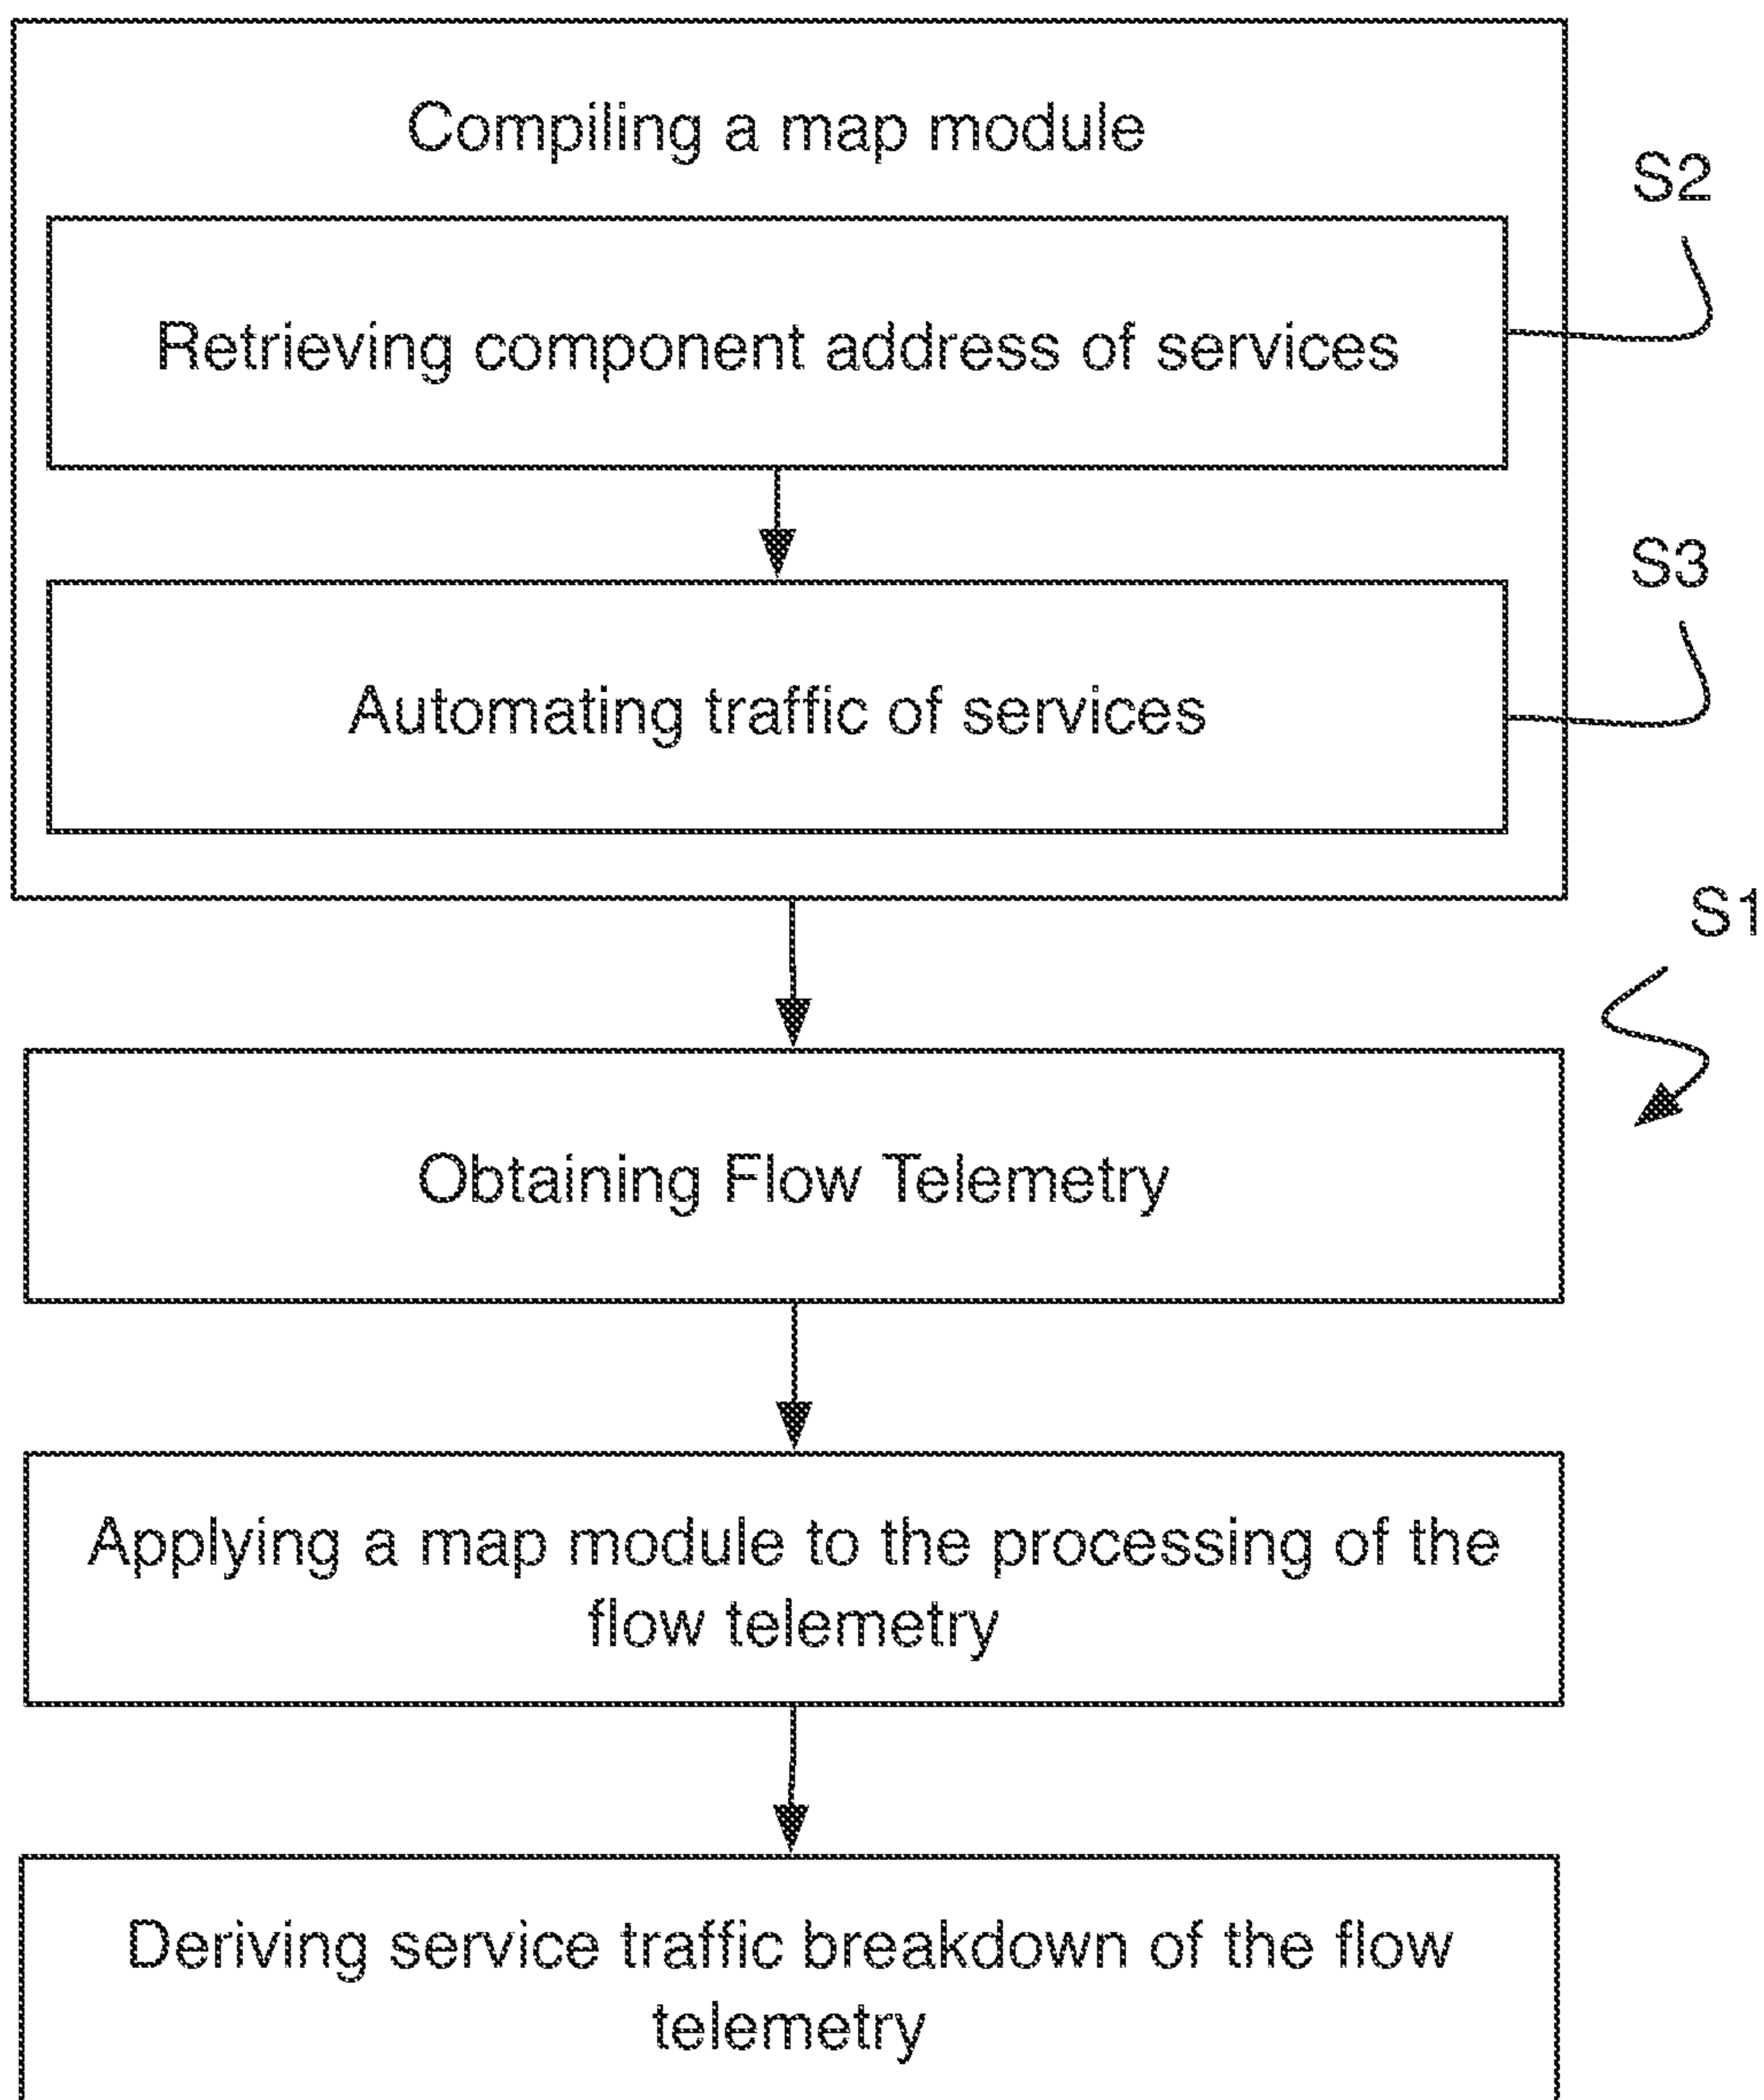 Compiling a map module
S2
Retrieving component address of services
S3
Automating traffic of services
S1
Obtaining Flow Telemetry
Applying a map module to the processing of the
flow telemetry
Deriving service traffic breakdown of the flow
telemetry